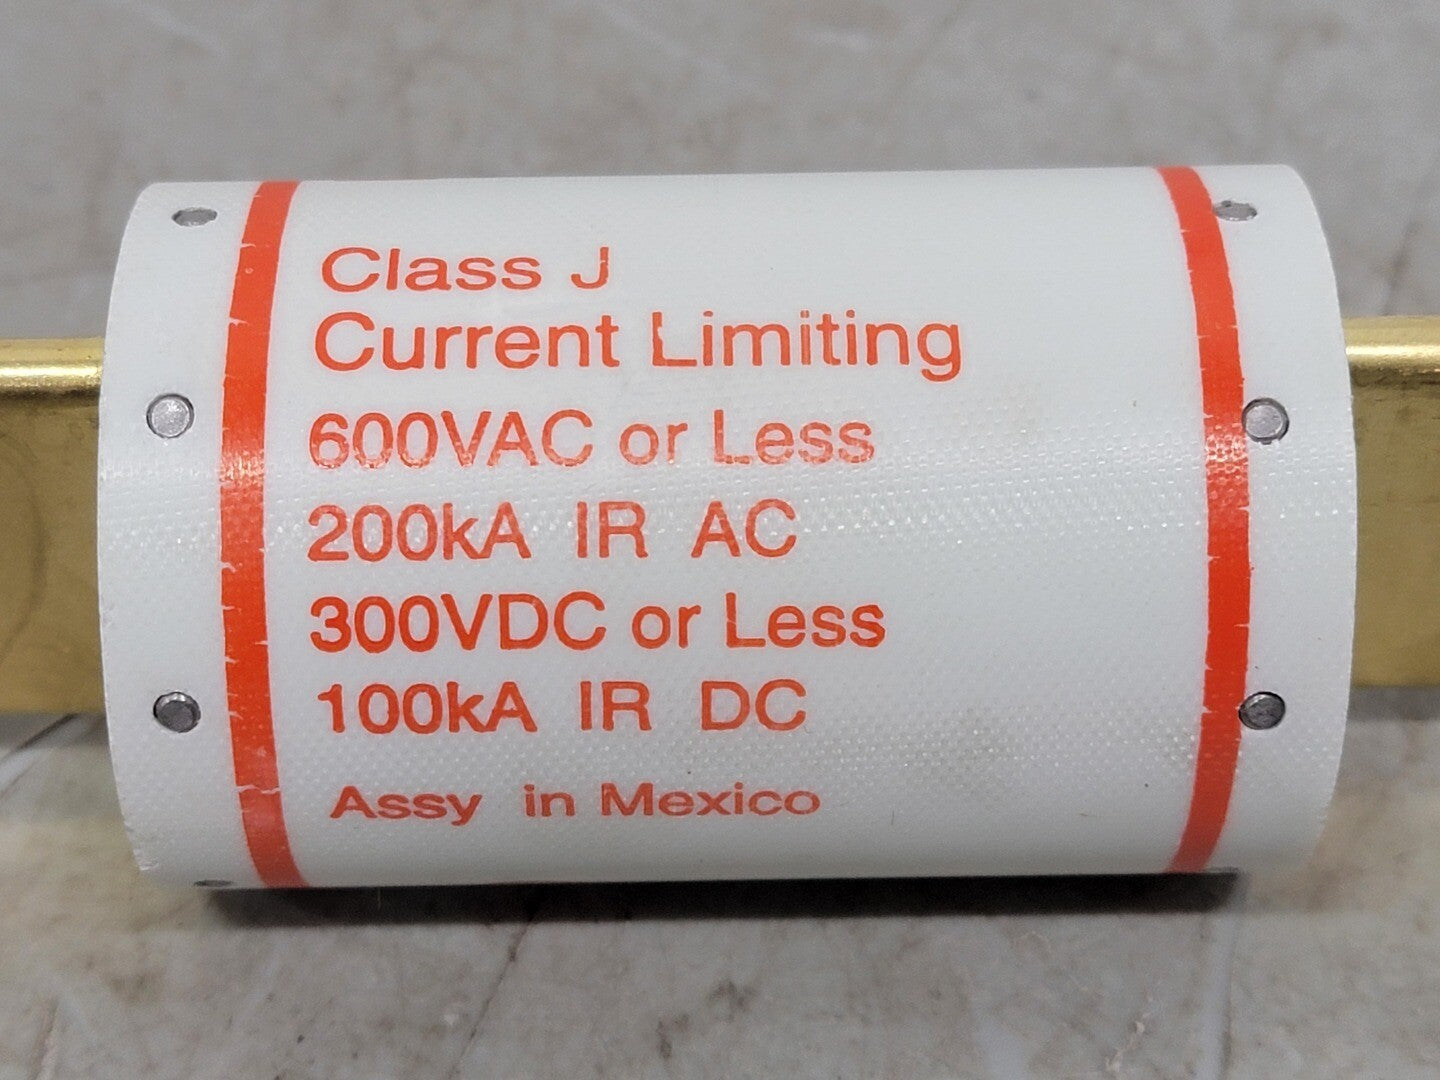 Class J
Current Limiting
600VAC or Less
200kA IR AC
300VDC or Less
100kA IR DC
Assy in Mexico